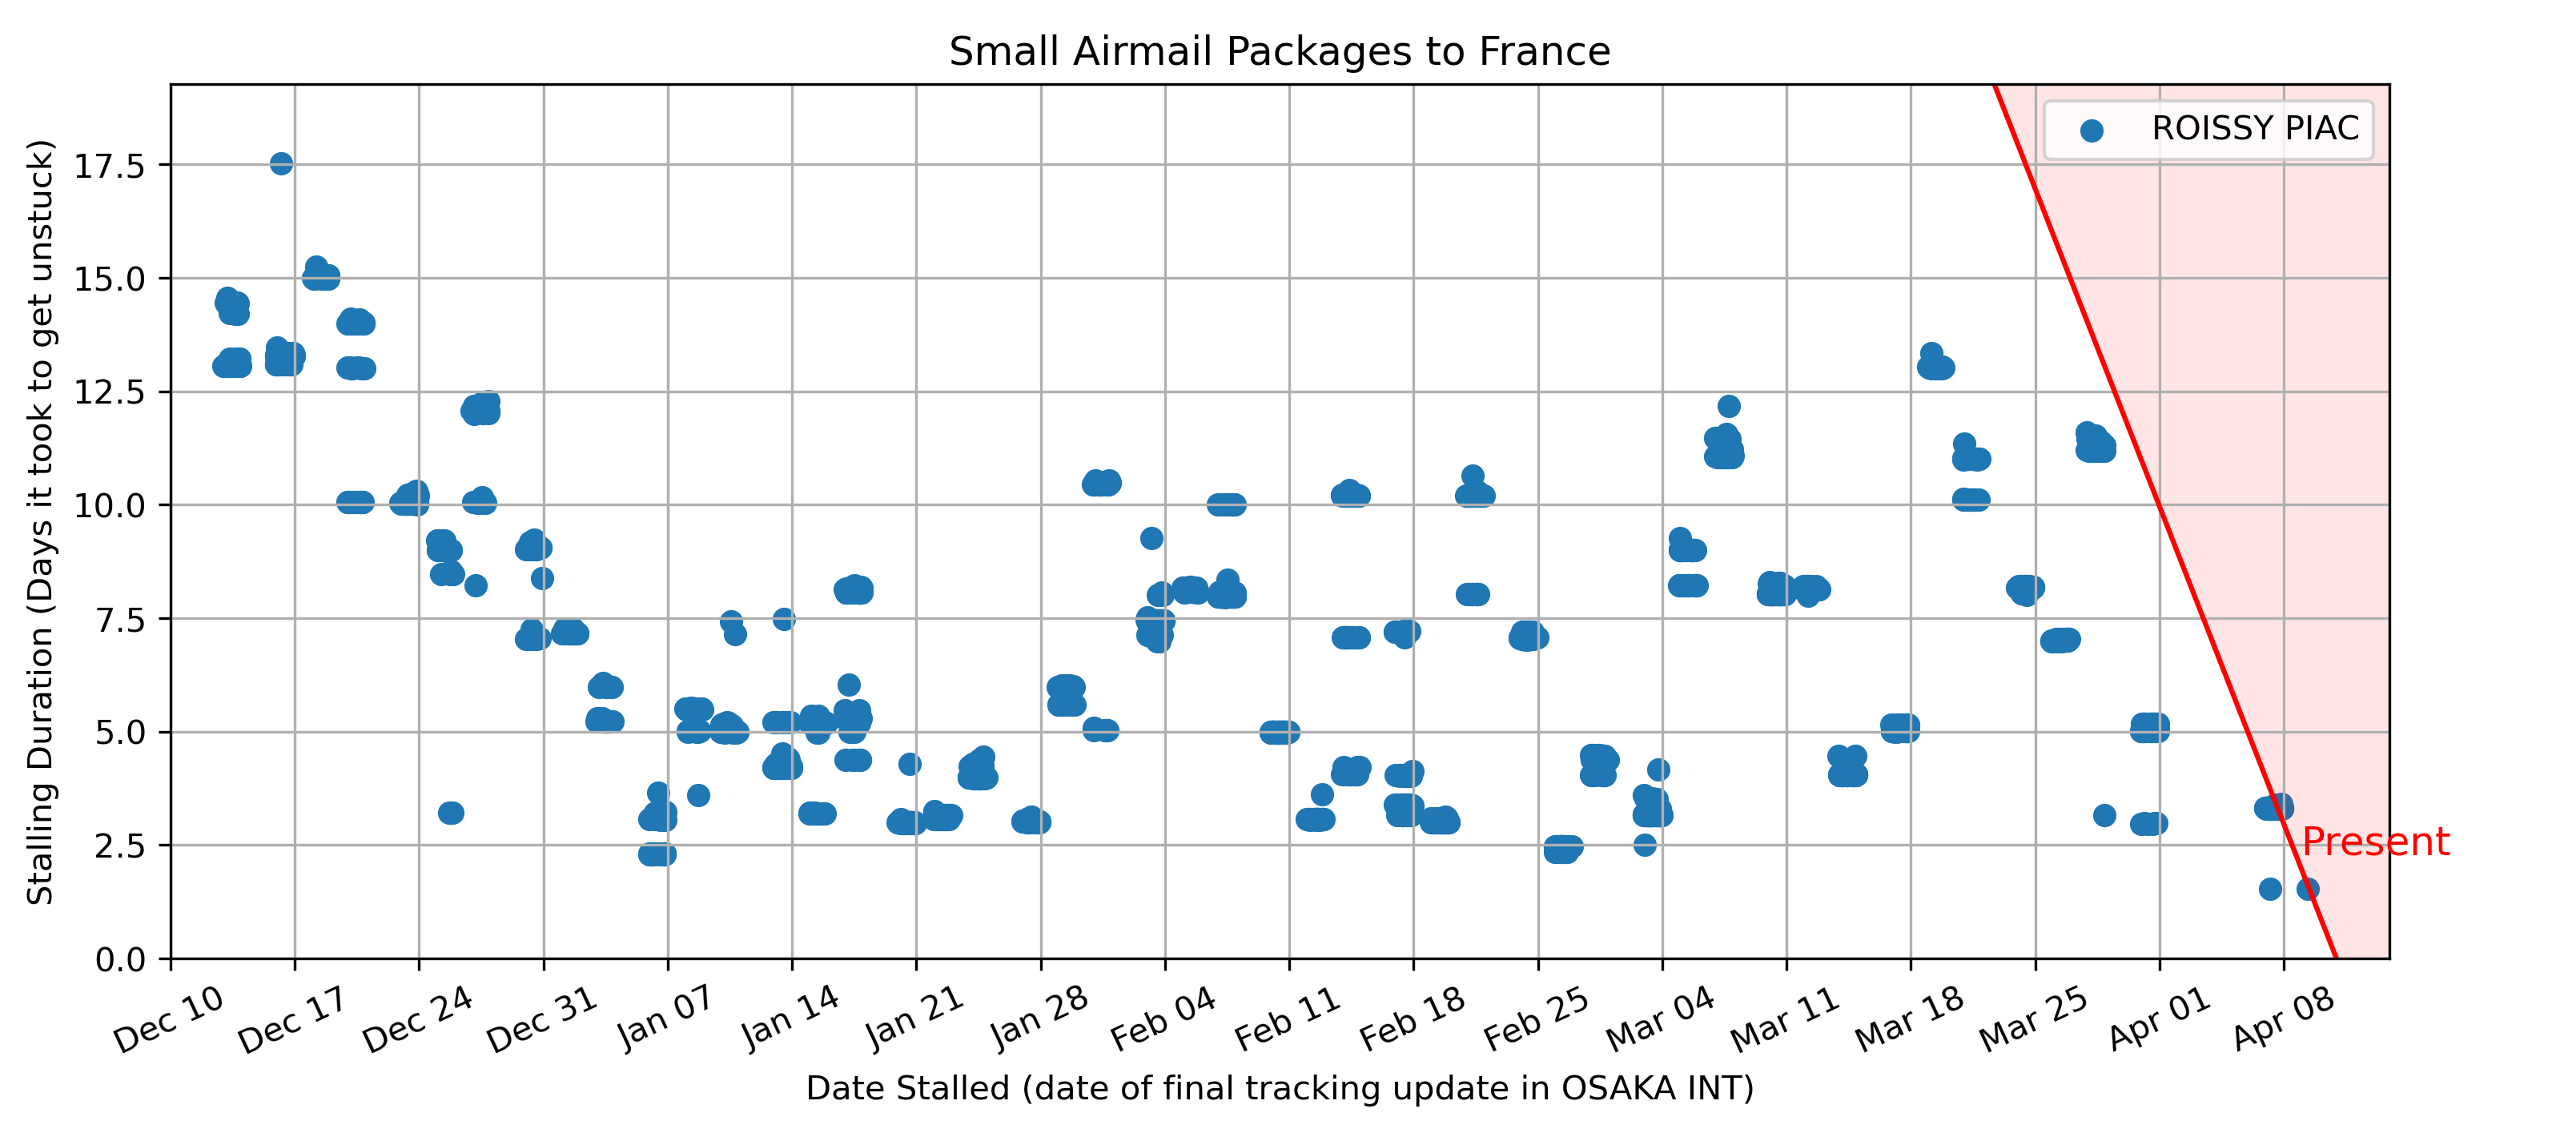 Small Airmail Packages to France
ROISSY PIAC
Stalling Duration (Days it took to get unstuck)
17.5
15.0
12.5
10.0
7.5
5.0
2.5
0.0
Present
Dec 10 Dec 17 Dec 24 Dec 31 Jan 07 Jan 14 Jan 21 Jan 28 Feb 04 Feb 11 Feb 18 Feb 25 Mar 04 Mar 11 Mar 18 Mar 25 Apr 01 Apr 08
Date Stalled (date of final tracking update in OSAKA INT)